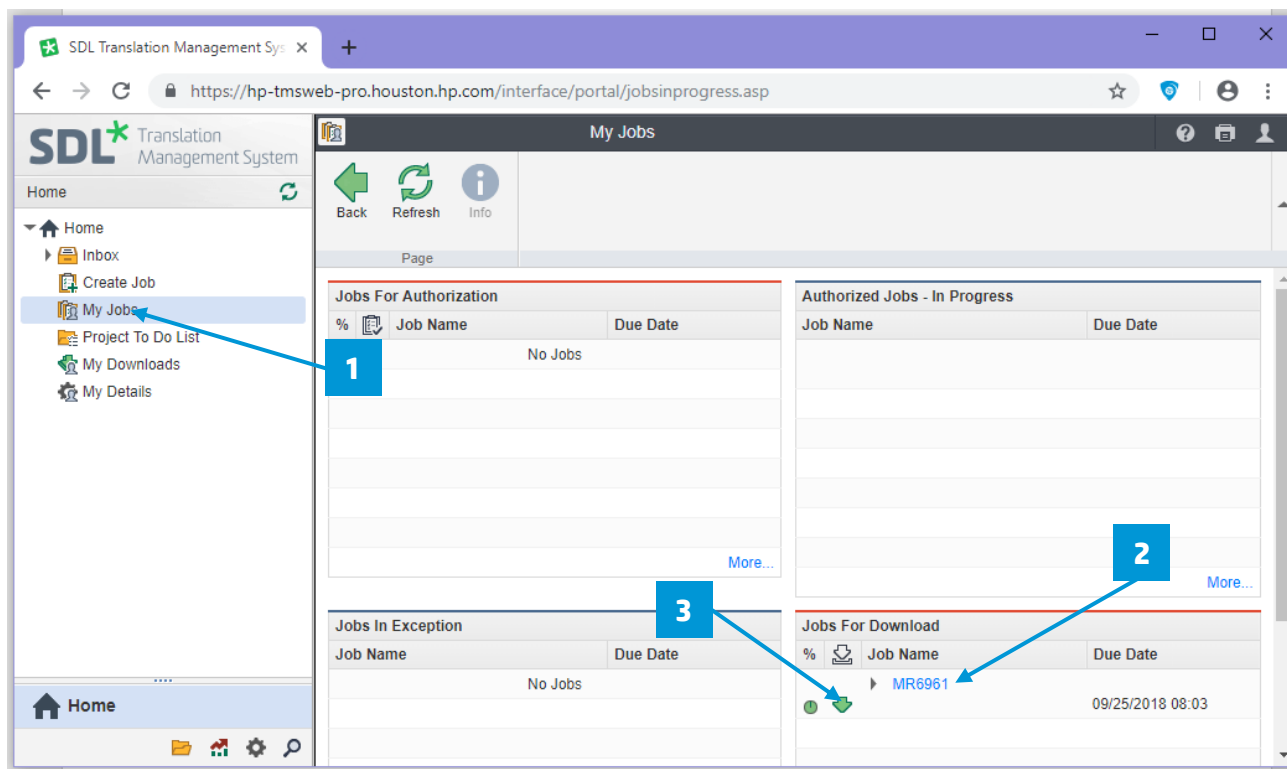 SDL Translation Management Sys
https://hp-tmsweb-pro.houston.hp.com/interface/portal/jobsinprogress.asp
SDL Translation
Management System
My Jobs
Home
Back Refresh Info
Page
Home
Inbox
Create Job
My Jobs
Project To Do List
My Downloads
My Details
1
Jobs For Authorization
% Job Name Due Date
No Jobs
More...
Authorized Jobs - In Progress
Job Name Due Date
2
More...
3
Jobs In Exception
Job Name Due Date
No Jobs
Jobs For Download
% Job Name Due Date
MR6961
09/25/2018 08:03
Home